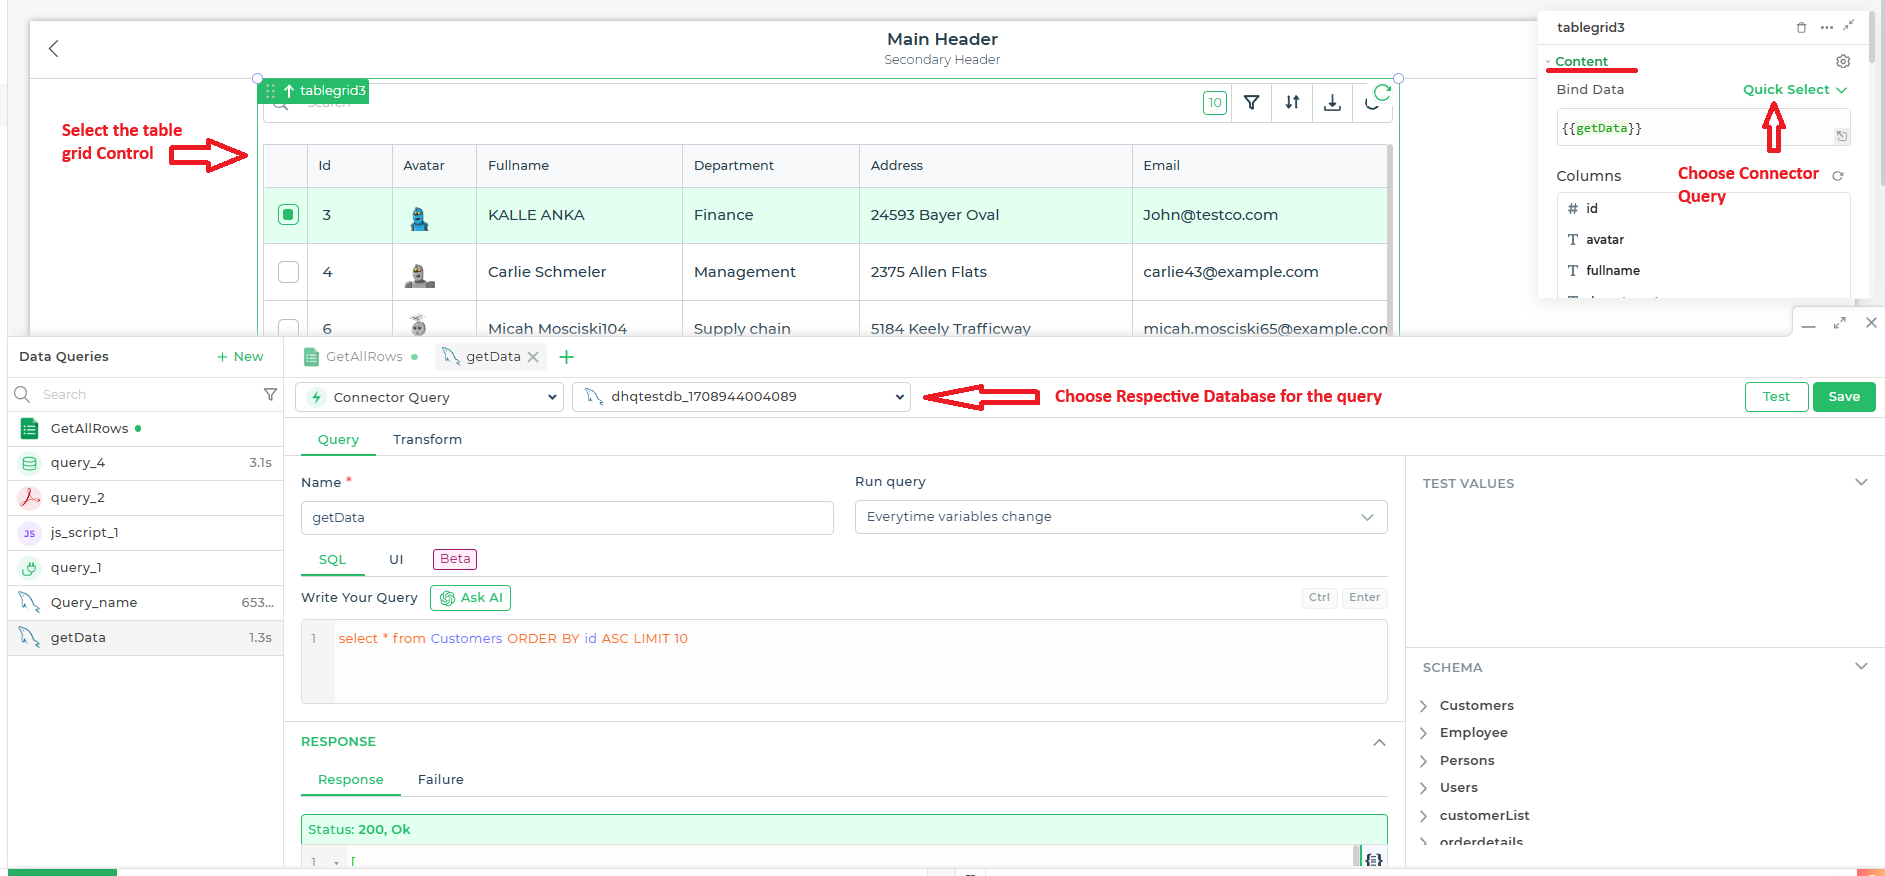 Main Header
Secondary Header
tablegrid3
Search
10
Select the table
grid Control
Id Avatar Fullname Department Address Email
3 KALLE ANKA Finance 24593 Bayer Oval John@testco.com
4 Carlie Schmeler Management 2375 Allen Flats carlie43@example.com
6 Micah Mosciski104 Supply chain 5184 Keely Trafficway micah.mosciski65@example.con
tablegrid3
Content
Bind Data Quick Select
{{getData}}
Choose Connector
Query
Columns
# id
T avatar
T fullname
Data Queries + New
Search
GetAllRows
query_4 3.1s
query_2
JS js_script_1
query_1
Query_name 653...
getData 1.3s
GetAllRows getData
Connector Query dhqtestdb_1708944004089
Choose Respective Database for the query
Test Save
Query Transform
Name * Run query
getData Everytime variables change
SQL UI Beta
Write Your Query Ask AI Ctrl Enter
1 select * from Customers ORDER BY id ASC LIMIT 10
RESPONSE
Response Failure
Status: 200, Ok
1 [
TEST VALUES
SCHEMA
Customers
Employee
Persons
Users
customerList
orderdetails